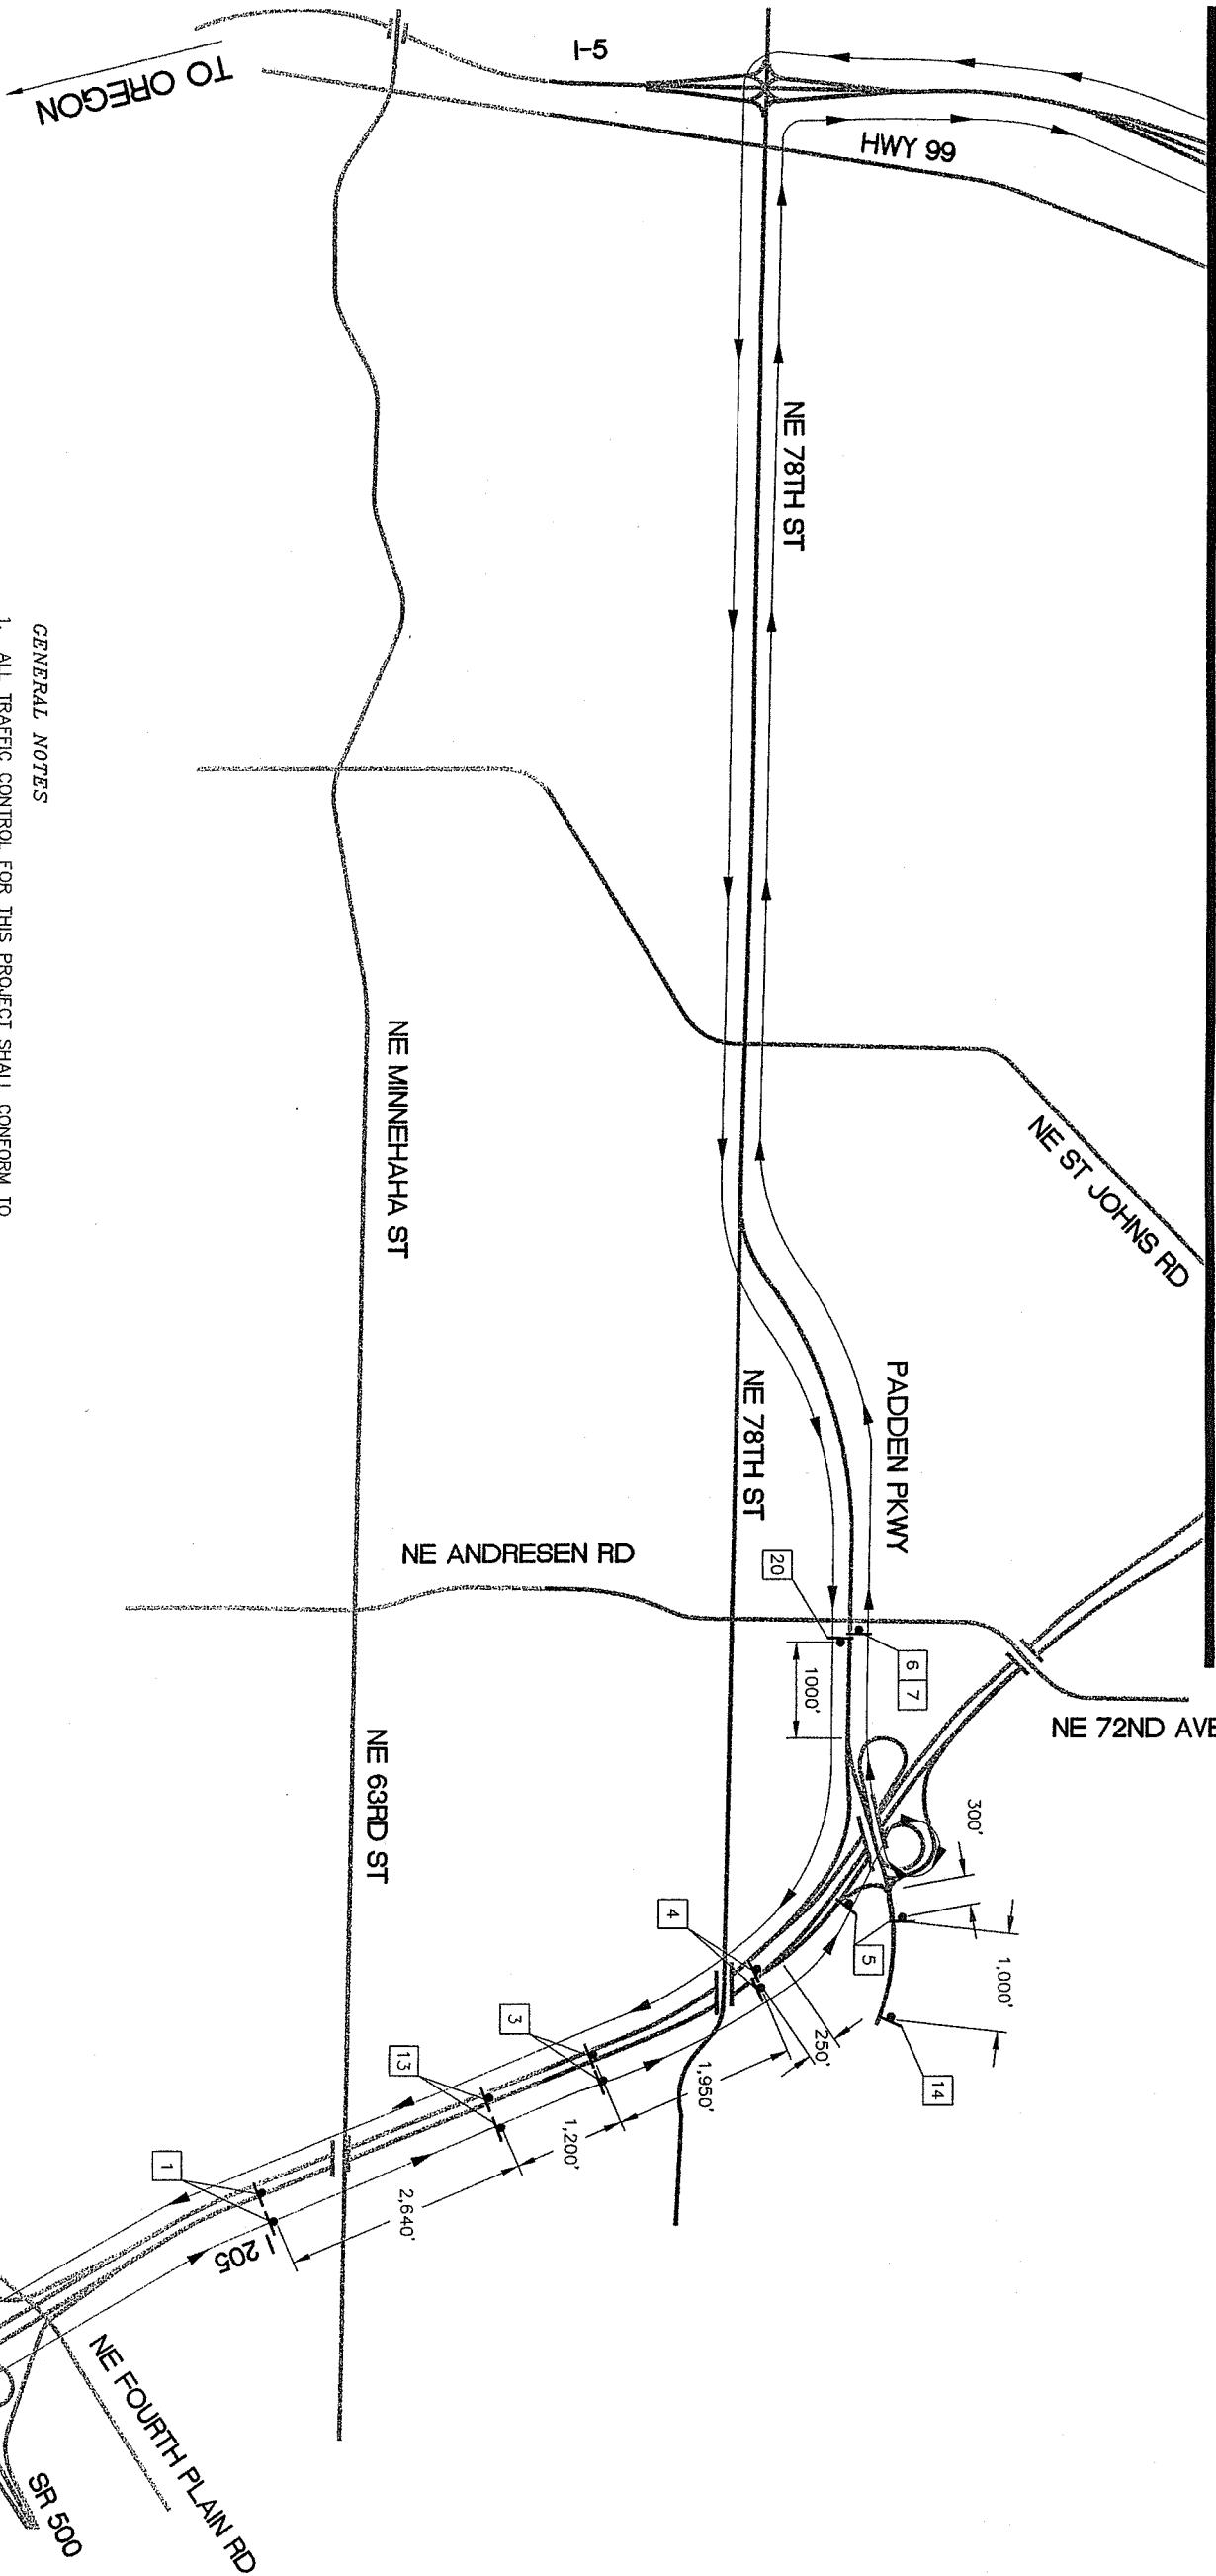 I-5
TO OREGON
HWY 99
NE 78TH ST
NE ST JOHNS RD
NE MINNEHAHA ST
PADDEN PKWY
NE 78TH ST
NE ANDRESEN RD
20
6 7
1000'
NE 72ND AVE
NE 63RD ST
300'
4
5
1,000'
250'
14
3
1,950'
13
1,200'
1
2,640'
I 205
NE FOURTH PLAIN RD
SR 500
GENERAL NOTES
1. ALL TRAFFIC CONTROL FOR THIS PROJECT SHALL CONFORM TO